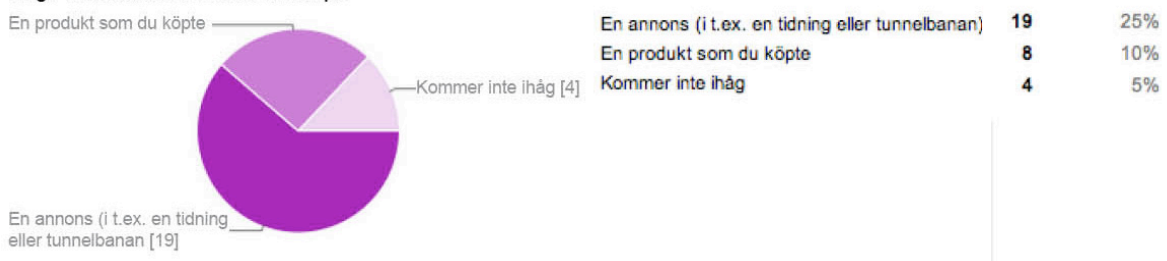 En produkt som du köpte
Kommer inte ihåg [4]
En annons (i t.ex. en tidning
eller tunnelbanan [19]
En annons (i t.ex. en tidning eller tunnelbanan) 19 25%
En produkt som du köpte 8 10%
Kommer inte ihåg 4 5%